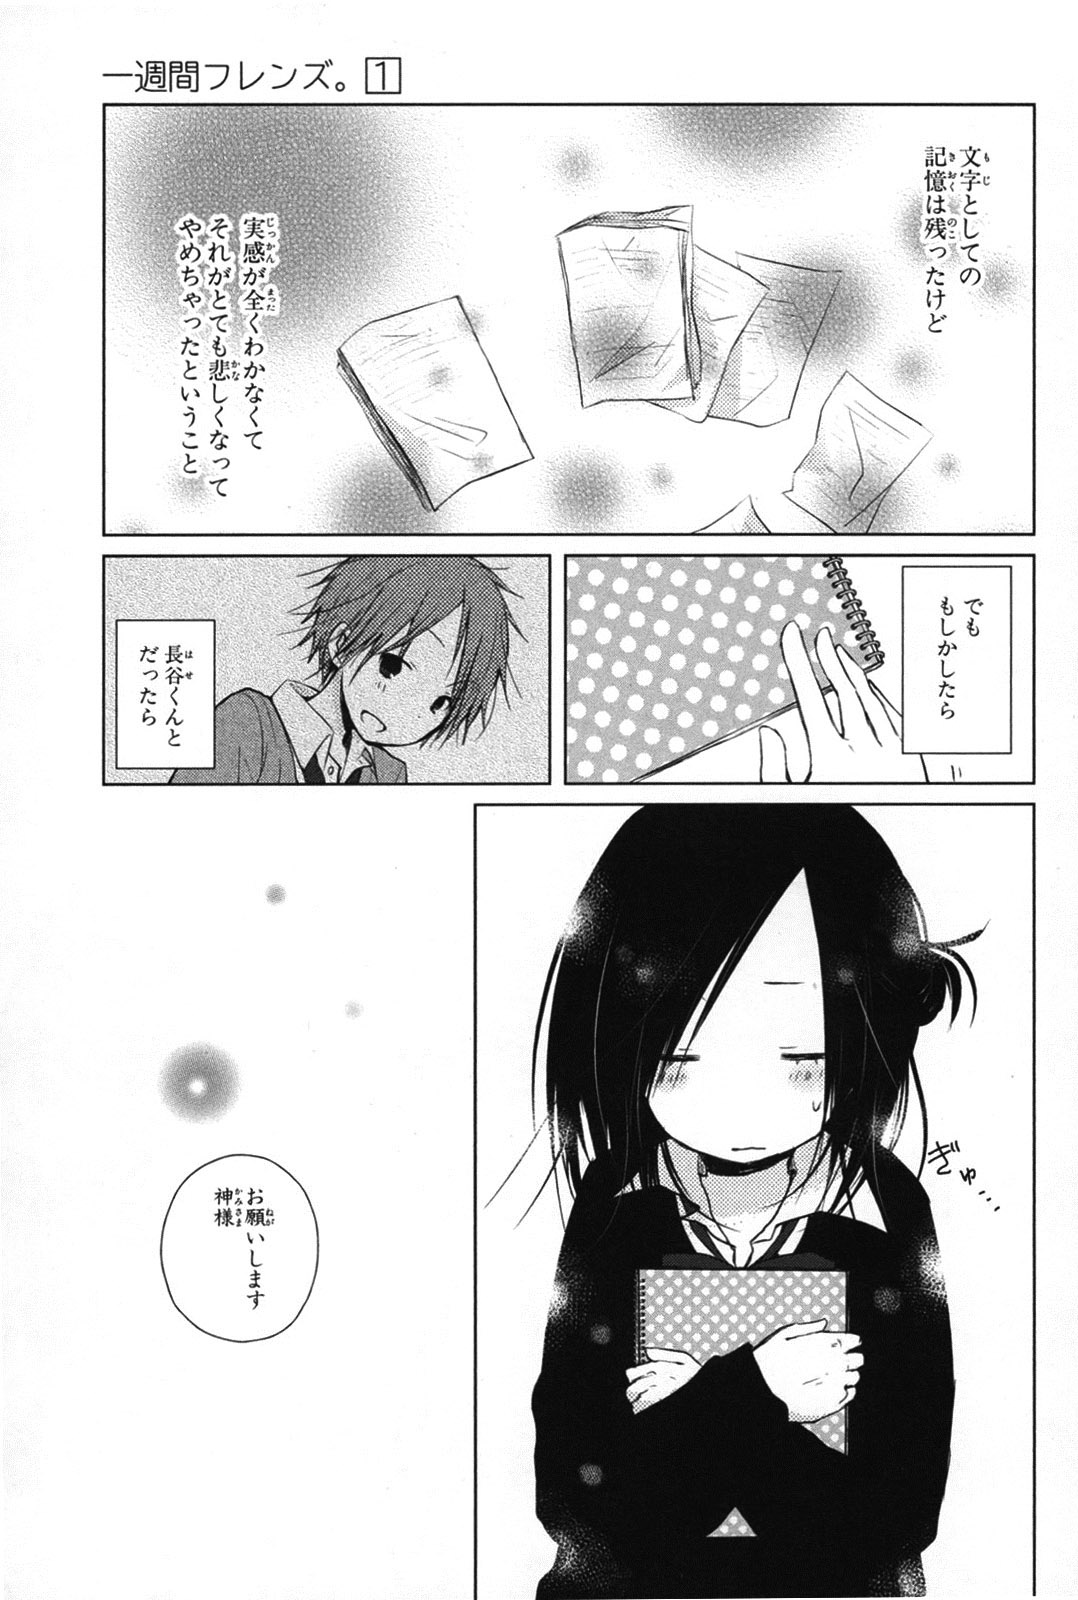 一週間フレンズ。1
文字としての
記憶は残ったけど
実感が全くわかなくて
それがとても悲しくなって
やめちゃったということ
でも
もしかしたら
長谷くんと
だったら
ぎゅ…
お願いします
神様